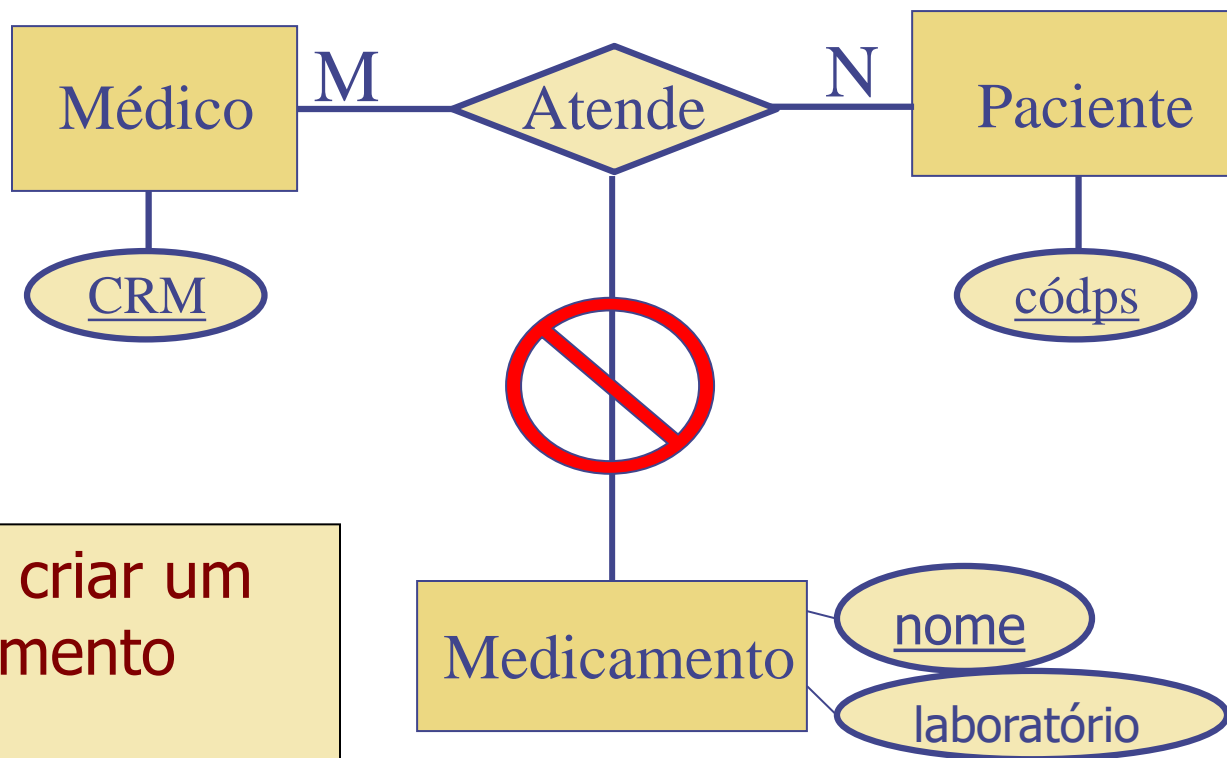 Médico
M
Atende
N
Paciente
CRM
códps
criar um
mento
Medicamento
nome
laboratório